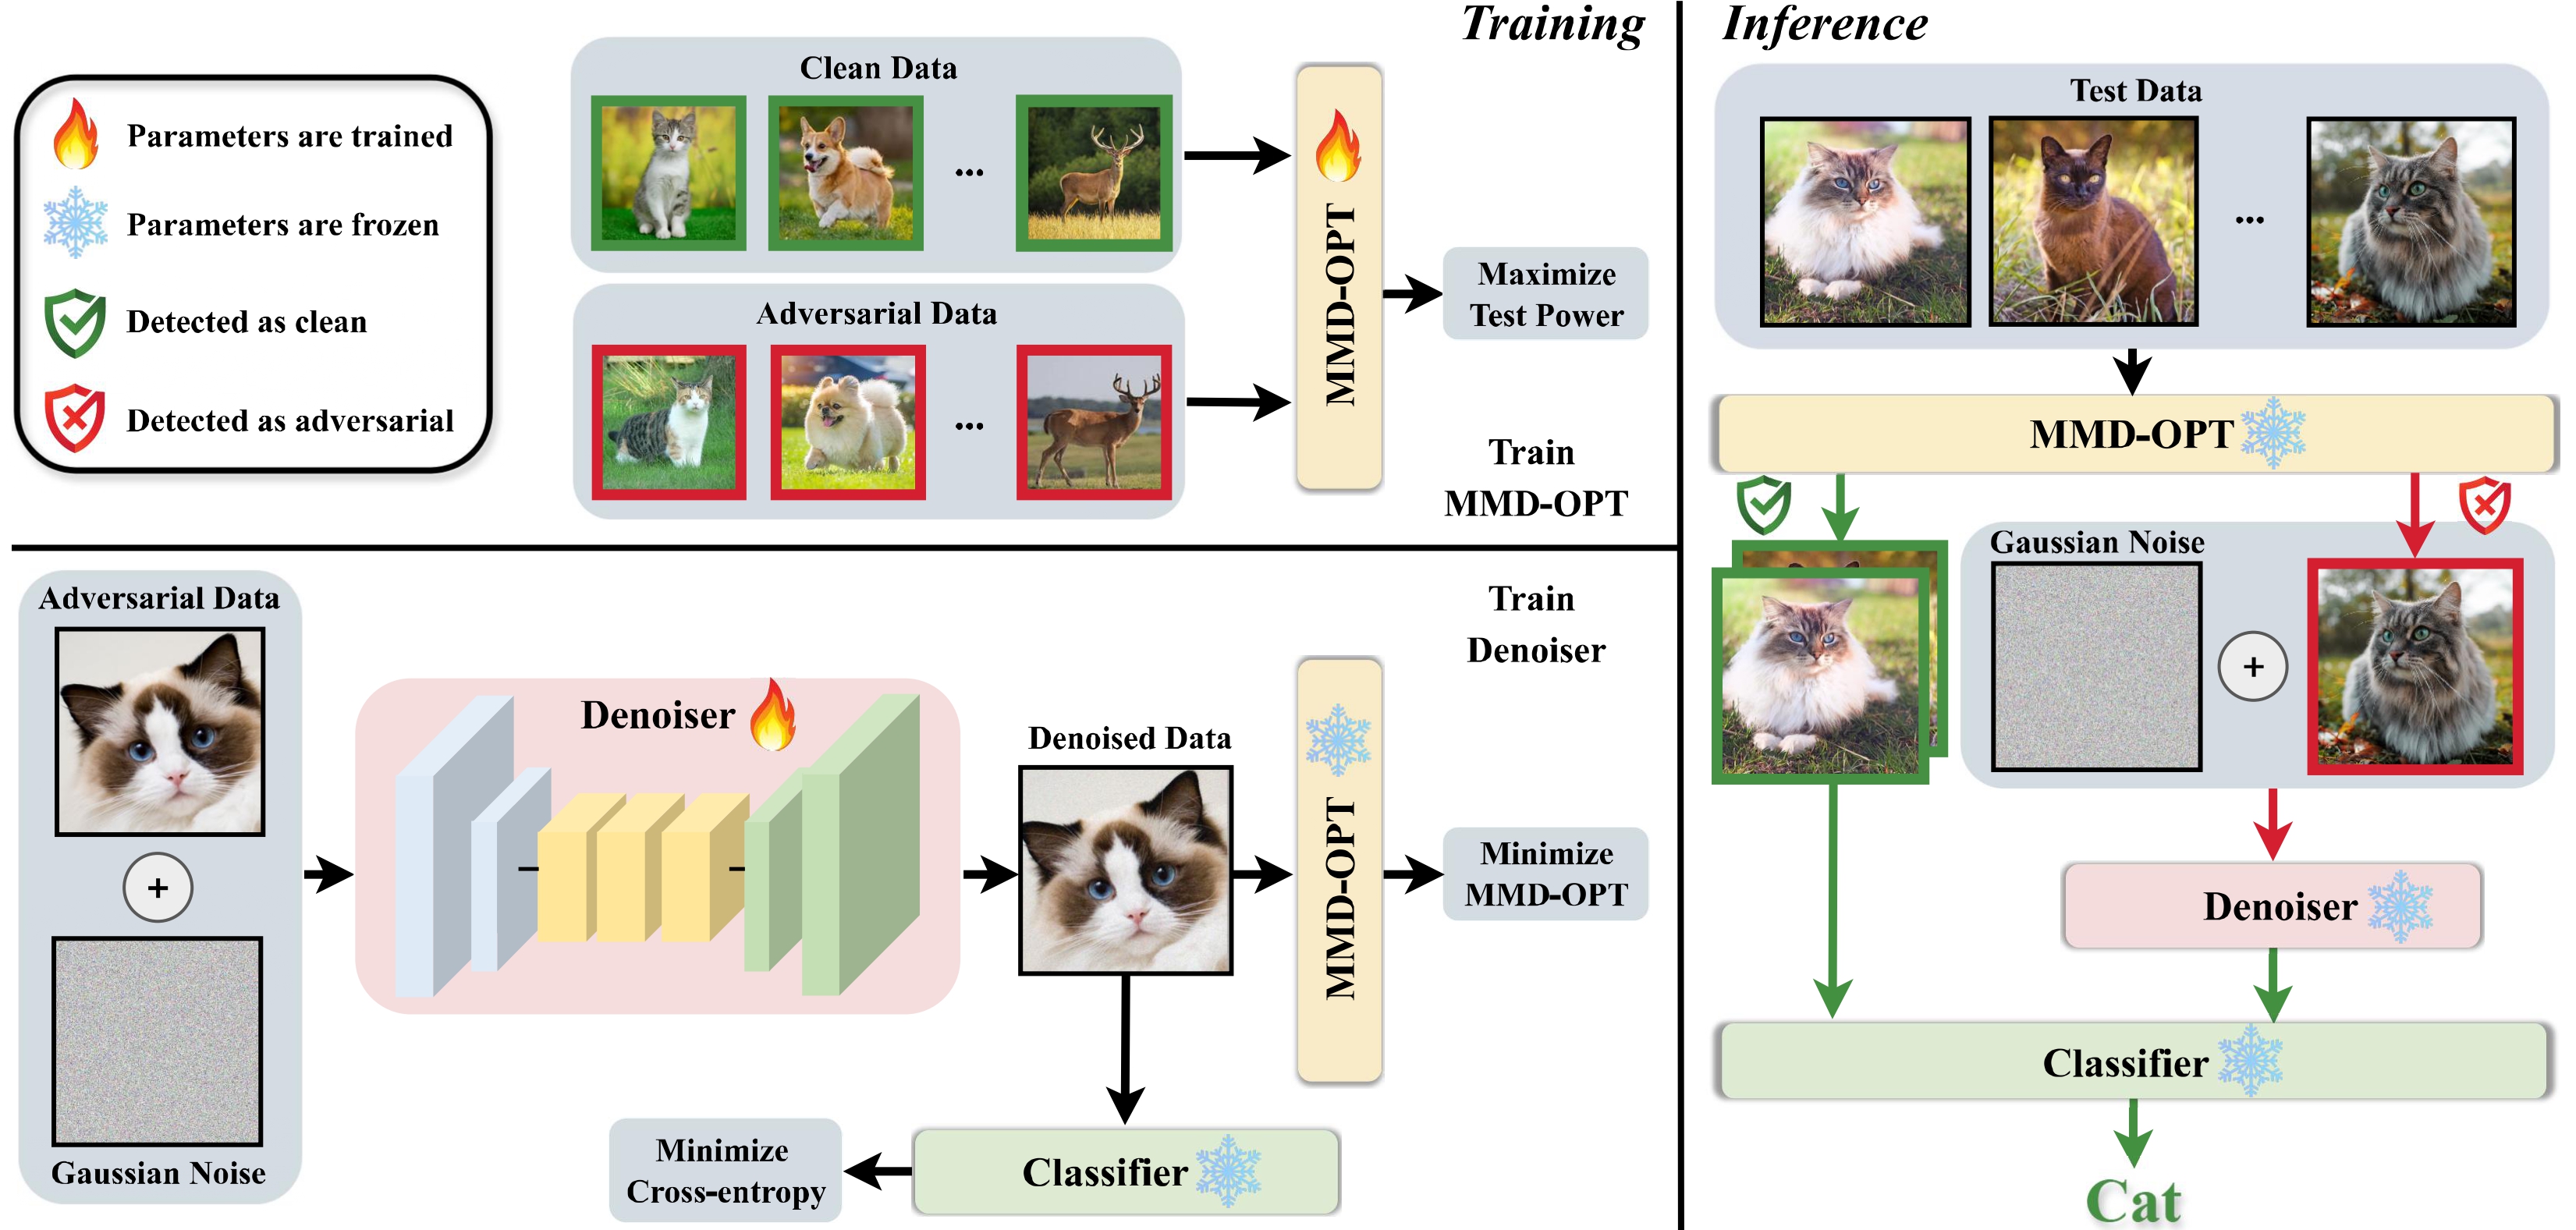 Training
Inference
Parameters are trained
Parameters are frozen
Detected as clean
Detected as adversarial
Clean Data
...
Adversarial Data
...
MMD-OPT
Maximize
Test Power
Train
MMD-OPT
Adversarial Data
+
Gaussian Noise
Denoiser
Denoised Data
Train
Denoiser
MMD-OPT
Minimize
MMD-OPT
Classifier
Minimize
Cross-entropy
Test Data
...
MMD-OPT
Gaussian Noise
+
Denoiser
Classifier
Cat